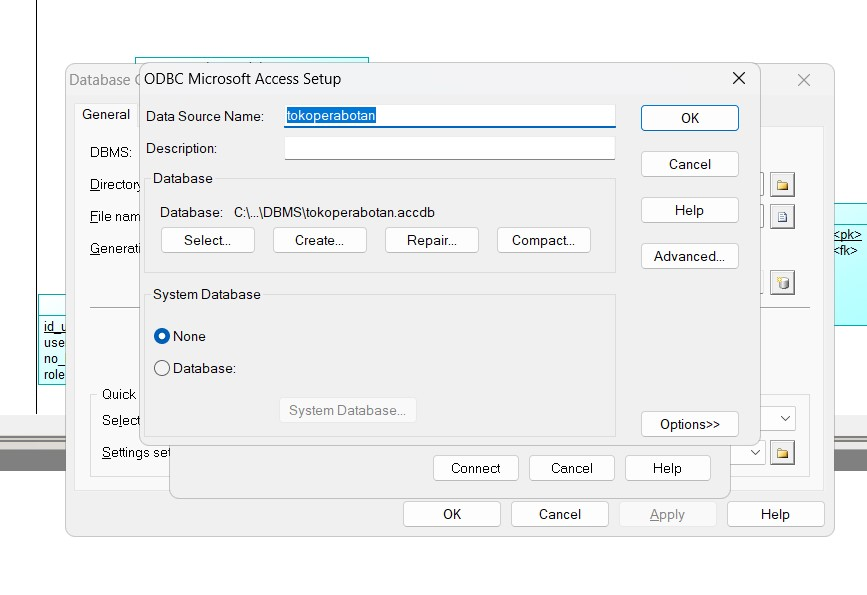 Database
ODBC Microsoft Access Setup
General
Data Source Name: tokoperabotan
OK
DBMS:
Description:
Cancel
Database
Directory
Database: C:\...\DBMS\tokoperabotan.accdb
Help
File nam
<pk>
Select... Create... Repair... Compact...
Generati
<fk>
Advanced...
System Database
id_u
None
use
no_
Database:
role
Quick
System Database...
Select
Options>>
Settings set
Connect Cancel Help
OK Cancel Apply Help